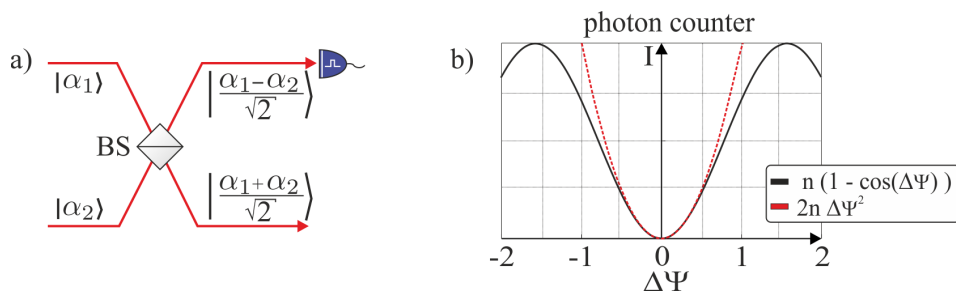 a)
|α1⟩
BS
|α2⟩
|α1−α2/√2⟩
|α1+α2/√2⟩
b)
photon counter
I
n (1 - cos(ΔΨ) )
2n ΔΨ²
-2 -1 0 1 2
ΔΨ